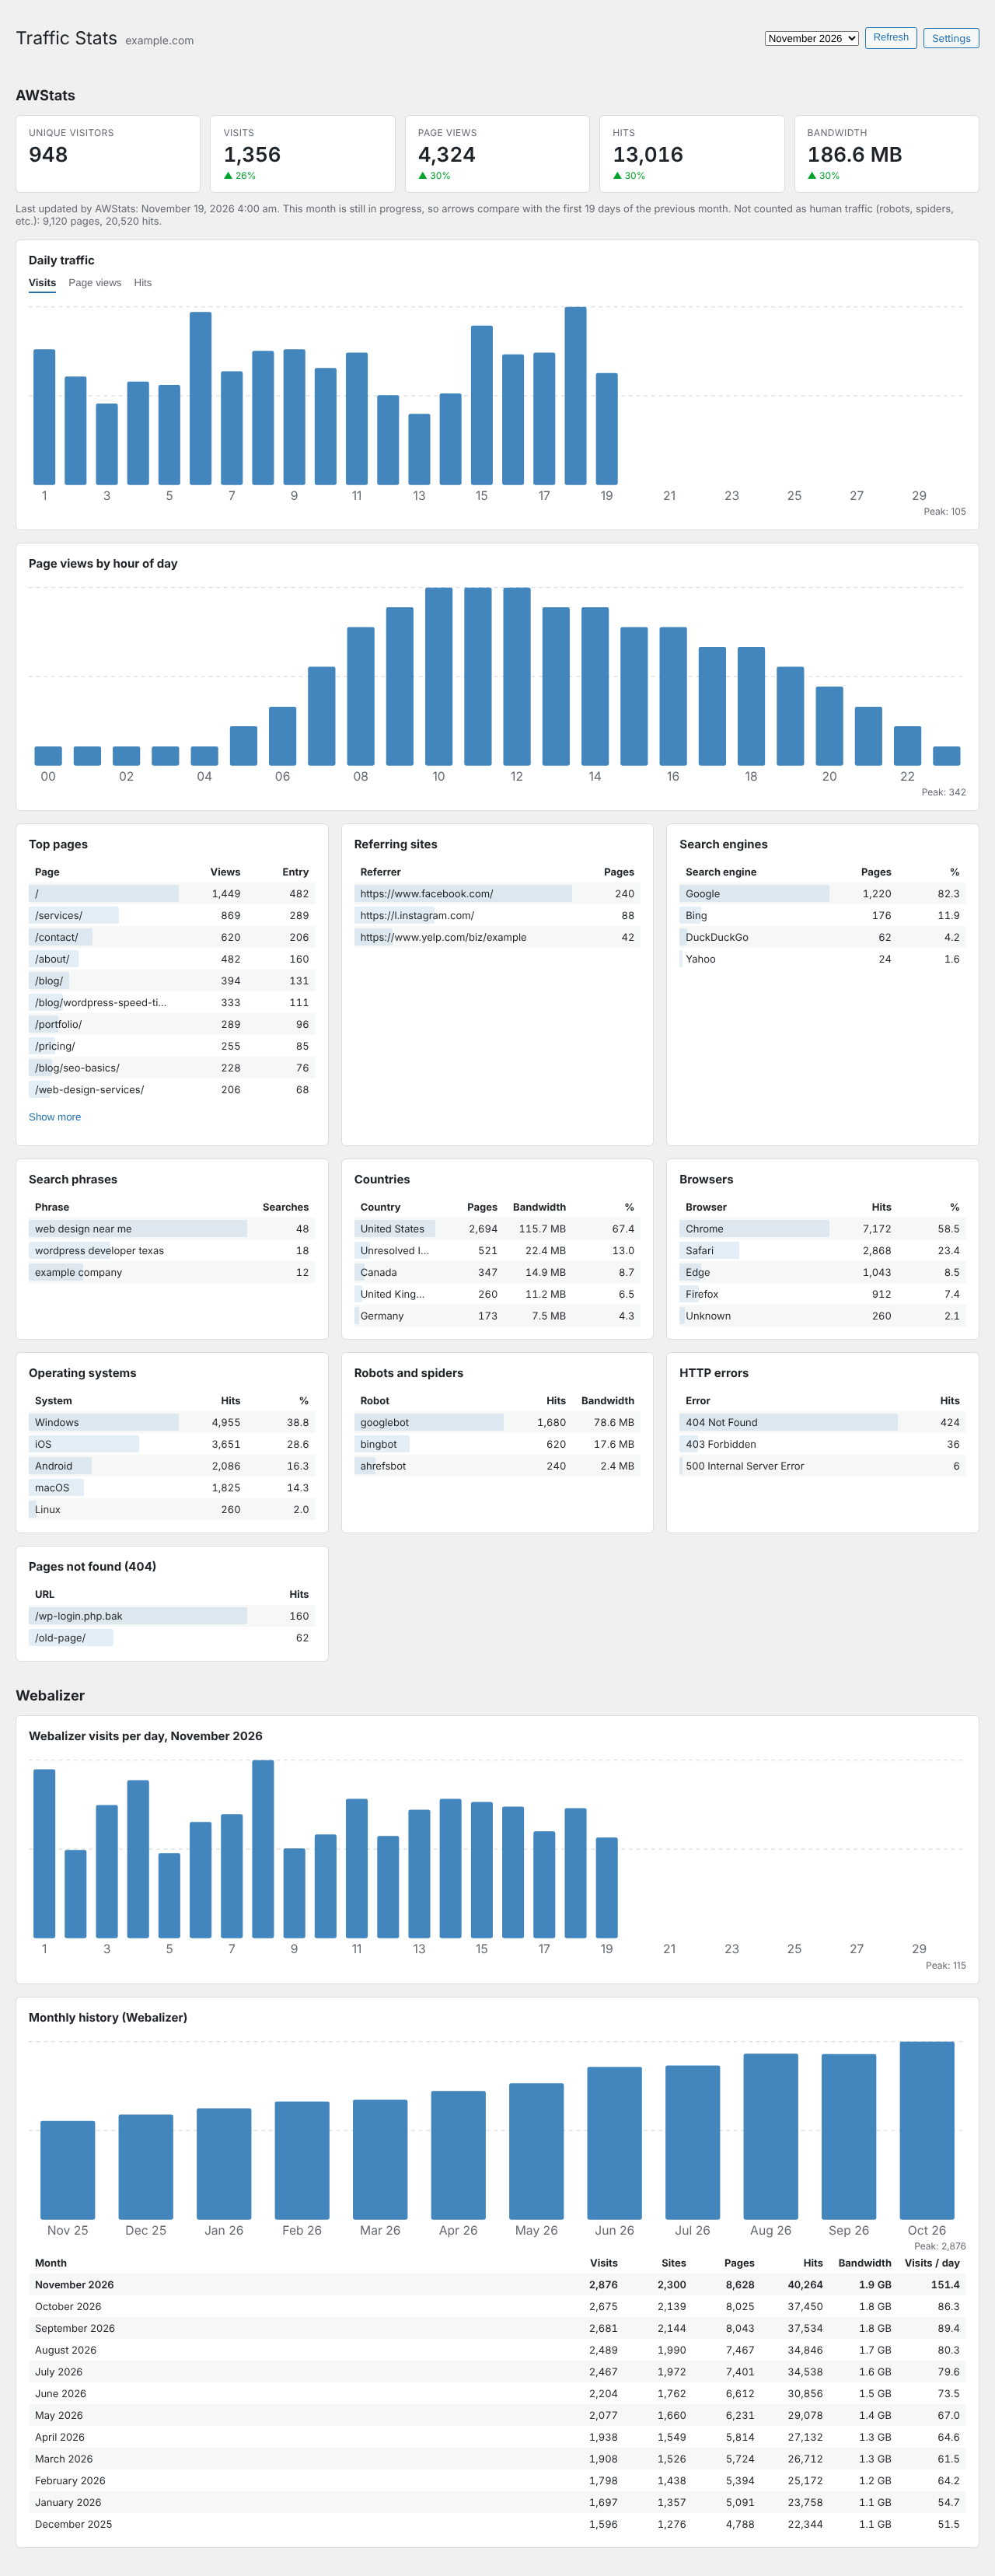 Traffic Stats example.com November 2026 Refresh Settings
AWStats
UNIQUE VISITORS VISITS PAGE VIEWS HITS BANDWIDTH
948 1,356 4,324 13,016 186.6 MB
▲ 26% ▲ 30% ▲ 30% ▲ 30%
Last updated by AWStats: November 19, 2026 4:00 am. This month is still in progress, so arrows compare with the first 19 days of the previous month. Not counted as human traffic (robots, spiders,
etc.): 9,120 pages, 20,520 hits.
Daily traffic
Visits Page views Hits
1 3 5 7 9 11 13 15 17 19 21 23 25 27 29
Peak: 105
Page views by hour of day
00 02 04 06 08 10 12 14 16 18 20 22
Peak: 342
Top pages
Page Views Entry
/ 1,449 482
/services/ 869 289
/contact/ 620 206
/about/ 482 160
/blog/ 394 131
/blog/wordpress-speed-ti... 333 111
/portfolio/ 289 96
/pricing/ 255 85
/blog/seo-basics/ 228 76
/web-design-services/ 206 68
Show more
Referring sites
Referrer Pages
https://www.facebook.com/ 240
https://l.instagram.com/ 88
https://www.yelp.com/biz/example 42
Search engines
Search engine Pages %
Google 1,220 82.3
Bing 176 11.9
DuckDuckGo 62 4.2
Yahoo 24 1.6
Search phrases
Phrase Searches
web design near me 48
wordpress developer texas 18
example company 12
Countries
Country Pages Bandwidth %
United States 2,694 115.7 MB 67.4
Unresolved I... 521 22.4 MB 13.0
Canada 347 14.9 MB 8.7
United King... 260 11.2 MB 6.5
Germany 173 7.5 MB 4.3
Browsers
Browser Hits %
Chrome 7,172 58.5
Safari 2,868 23.4
Edge 1,043 8.5
Firefox 912 7.4
Unknown 260 2.1
Operating systems
System Hits %
Windows 4,955 38.8
iOS 3,651 28.6
Android 2,086 16.3
macOS 1,825 14.3
Linux 260 2.0
Robots and spiders
Robot Hits Bandwidth
googlebot 1,680 78.6 MB
bingbot 620 17.6 MB
ahrefsbot 240 2.4 MB
HTTP errors
Error Hits
404 Not Found 424
403 Forbidden 36
500 Internal Server Error 6
Pages not found (404)
URL Hits
/wp-login.php.bak 160
/old-page/ 62
Webalizer
Webalizer visits per day, November 2026
1 3 5 7 9 11 13 15 17 19 21 23 25 27 29
Peak: 115
Monthly history (Webalizer)
Nov 25 Dec 25 Jan 26 Feb 26 Mar 26 Apr 26 May 26 Jun 26 Jul 26 Aug 26 Sep 26 Oct 26
Peak: 2,876
Month Visits Sites Pages Hits Bandwidth Visits / day
November 2026 2,876 2,300 8,628 40,264 1.9 GB 151.4
October 2026 2,675 2,139 8,025 37,450 1.8 GB 86.3
September 2026 2,681 2,144 8,043 37,534 1.8 GB 89.4
August 2026 2,489 1,990 7,467 34,846 1.7 GB 80.3
July 2026 2,467 1,972 7,401 34,538 1.6 GB 79.6
June 2026 2,204 1,762 6,612 30,856 1.5 GB 73.5
May 2026 2,077 1,660 6,231 29,078 1.4 GB 67.0
April 2026 1,938 1,549 5,814 27,132 1.3 GB 64.6
March 2026 1,908 1,526 5,724 26,712 1.3 GB 61.5
February 2026 1,798 1,438 5,394 25,172 1.2 GB 64.2
January 2026 1,697 1,357 5,091 23,758 1.1 GB 54.7
December 2025 1,596 1,276 4,788 22,344 1.1 GB 51.5